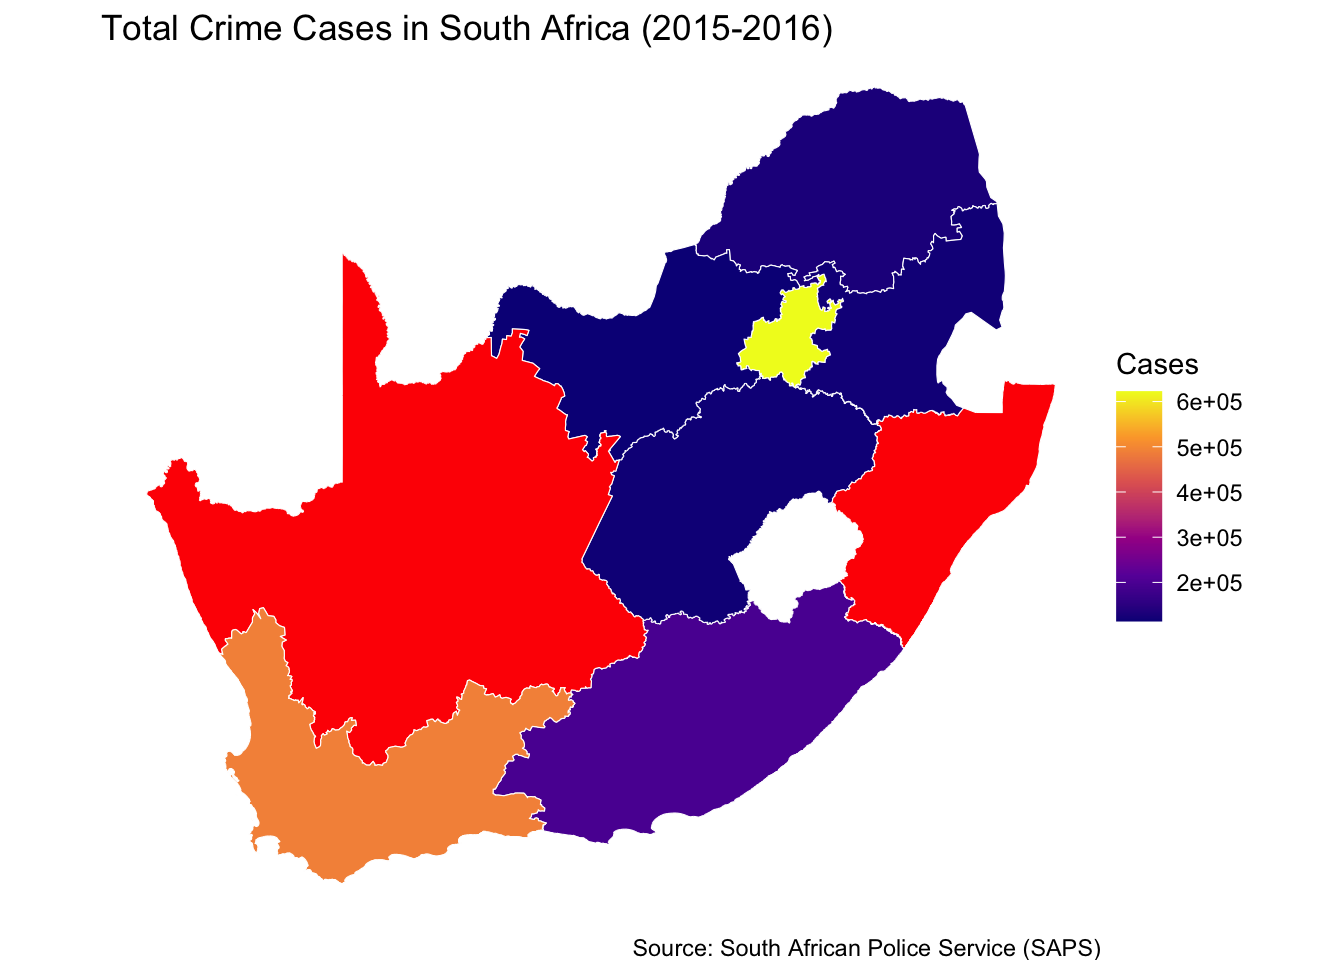 Total Crime Cases in South Africa (2015-2016)
Cases
6e+05
5e+05
4e+05
3e+05
2e+05
Source: South African Police Service (SAPS)